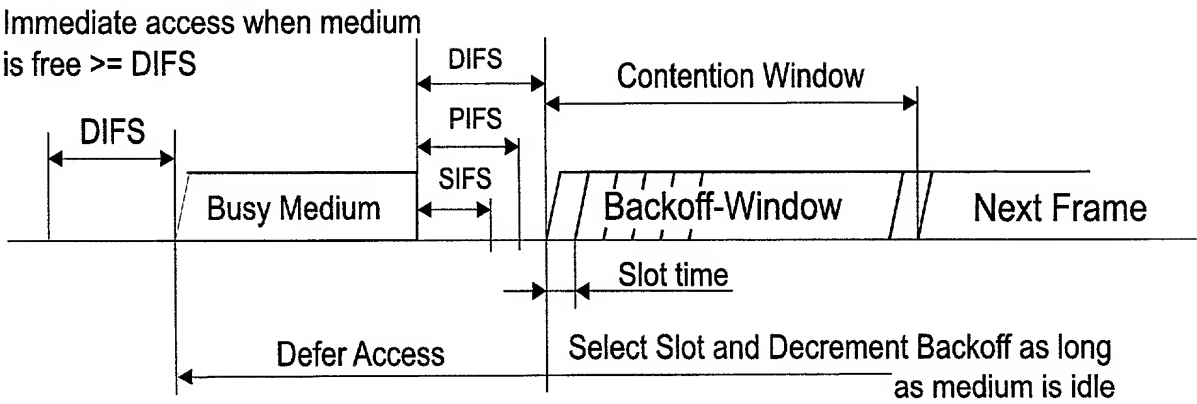 Immediate access when medium
is free >= DIFS
DIFS
DIFS
PIFS
SIFS
Contention Window
Busy Medium
Backoff-Window
Next Frame
Slot time
Defer Access
Select Slot and Decrement Backoff as long
as medium is idle